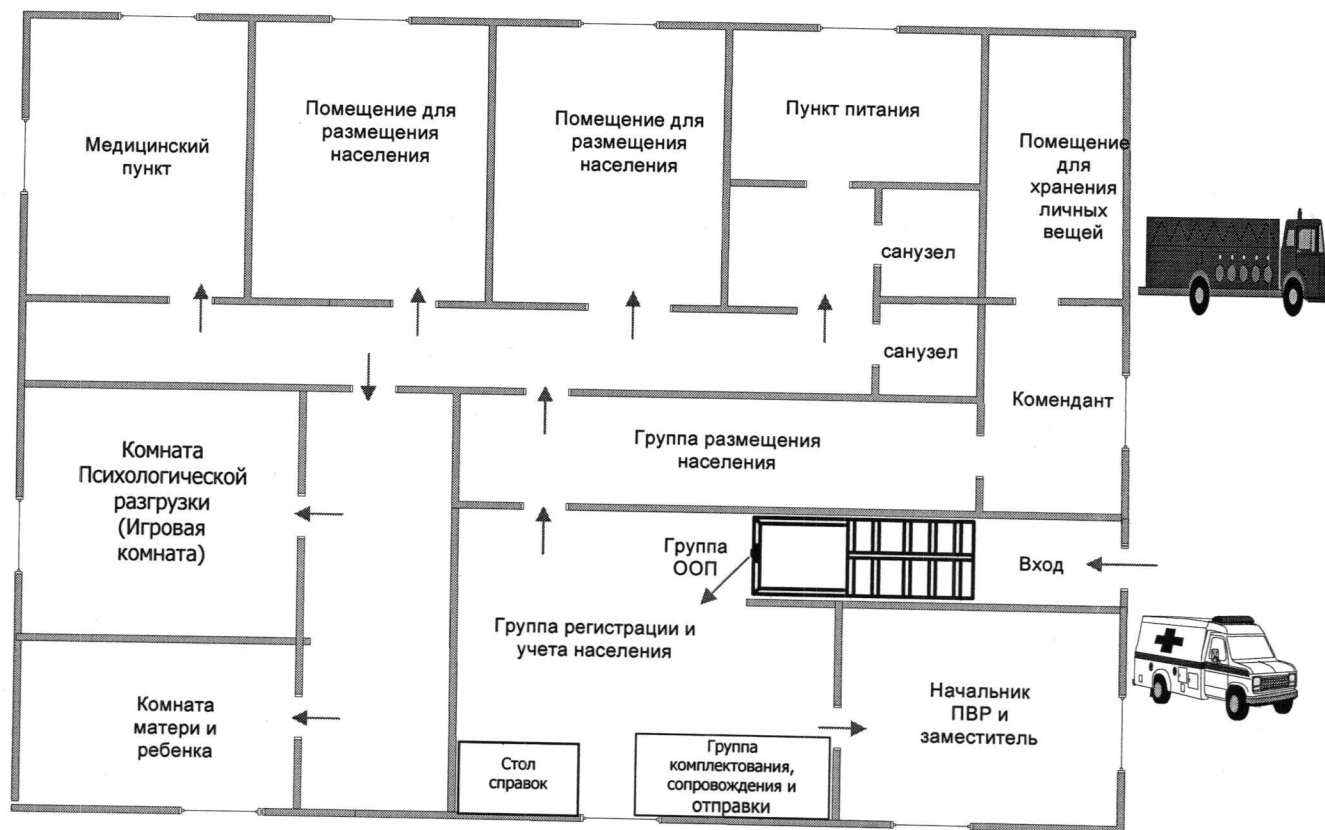 Медицинский
пункт
Помещение для
размещения
населения
Помещение для
размещения
населения
Пункт питания
Помещение
для
хранения
личных
вещей
санузел
санузел
Комендант
Группа размещения
населения
Комната
Психологической
разгрузки
(Игровая
комната)
Группа
ООП
Вход
Группа регистрации и
учета населения
Комната
матери и
ребенка
Начальник
ПВР и
заместитель
Стол
справок
Группа
комплектования,
сопровождения и
отправки